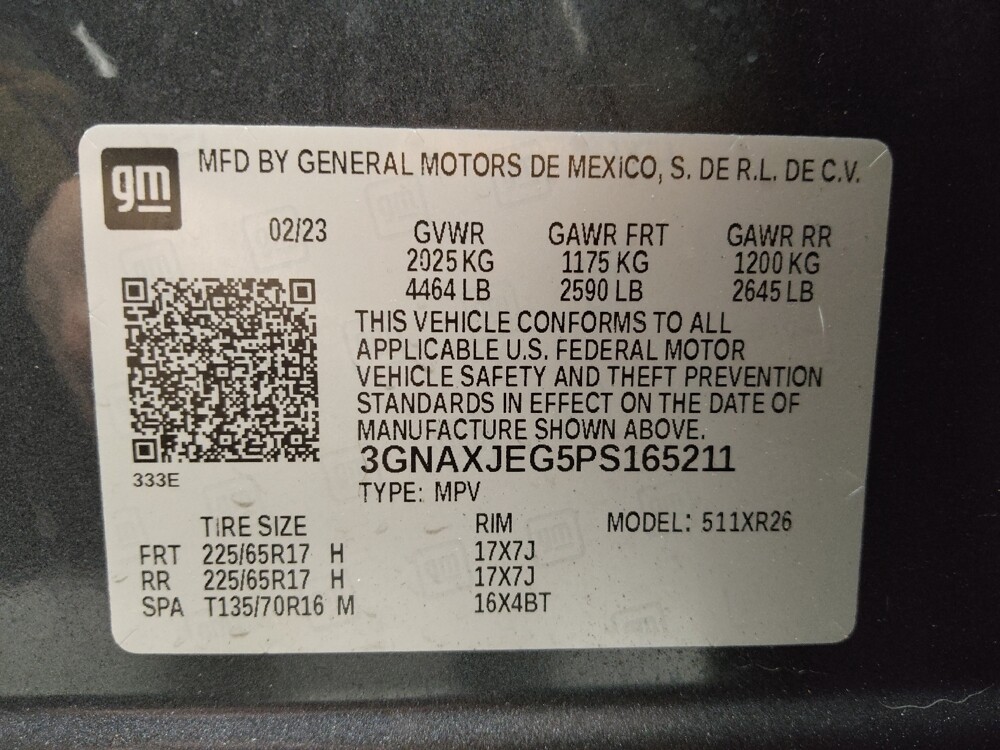 gm
MFD BY GENERAL MOTORS DE MEXICO, S. DE R.L. DE C.V.
02/23 GVWR GAWR FRT GAWR RR
2025 KG 1175 KG 1200 KG
4464 LB 2590 LB 2645 LB
THIS VEHICLE CONFORMS TO ALL
APPLICABLE U.S. FEDERAL MOTOR
VEHICLE SAFETY AND THEFT PREVENTION
STANDARDS IN EFFECT ON THE DATE OF
MANUFACTURE SHOWN ABOVE.
3GNAXJEG5PS165211
333E
TYPE: MPV
TIRE SIZE RIM MODEL: 511XR26
FRT 225/65R17 H 17X7J
RR 225/65R17 H 17X7J
SPA T135/70R16 M 16X4BT